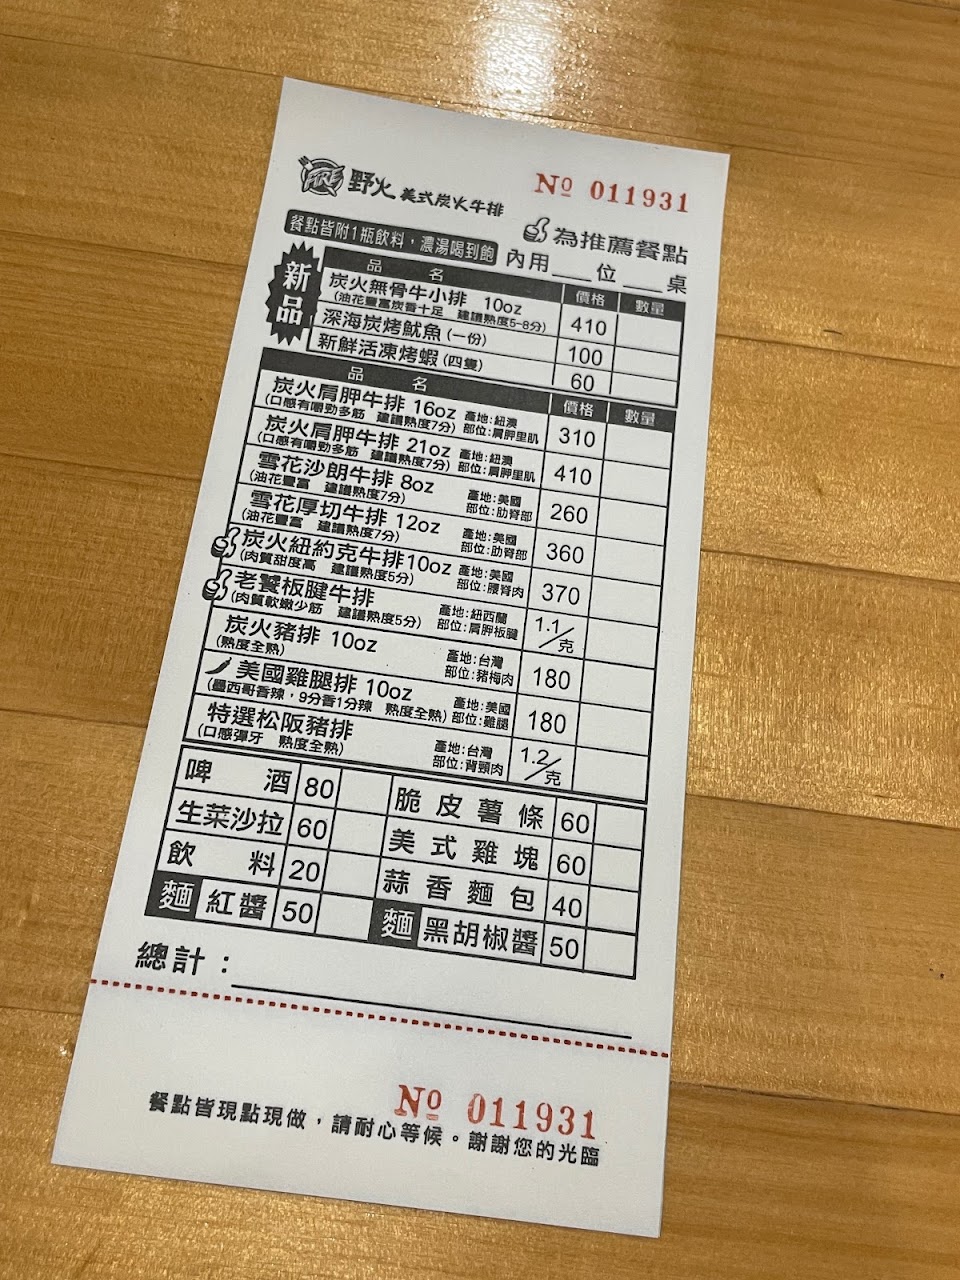 FIRE 野火 美式炭火牛排
Nº 011931
為推薦餐點
餐點皆附1瓶飲料，濃湯喝到飽
內用___位___桌
新品
品名 價格 數量
炭火無骨牛小排 10oz 410
(油花豐富炭香十足 建議熟度5-8分)
深海炭烤魷魚(一份) 100
新鮮活凍烤蝦(四隻) 60
品名 價格 數量
炭火肩胛牛排 16oz 產地:紐澳 310
(口感有嚼勁多筋 建議熟度7分) 部位:肩胛里肌
炭火肩胛牛排 21oz 產地:紐澳 410
(口感有嚼勁多筋 建議熟度7分) 部位:肩胛里肌
雪花沙朗牛排 8oz 產地:美國 260
(油花豐富 建議熟度7分) 部位:肋脊部
雪花厚切牛排 12oz 產地:美國 360
(油花豐富 建議熟度7分) 部位:肋脊部
炭火紐約克牛排10oz 產地:美國 370
(肉質甜度高 建議熟度5分) 部位:腰脊肉
老饕板腱牛排 產地:紐西蘭 1.1/克
(肉質軟嫩少筋 建議熟度5分) 部位:肩胛板腱
炭火豬排 10oz 產地:台灣 180
(熟度全熟) 部位:豬梅肉
美國雞腿排 10oz 產地:美國 180
(墨西哥香辣，9分香1分辣 熟度全熟) 部位:雞腿
特選松阪豬排 產地:台灣 1.2/克
(口感彈牙 熟度全熟) 部位:背頸肉
啤酒 80 脆皮薯條 60
生菜沙拉 60 美式雞塊 60
飲料 20 蒜香麵包 40
麵 紅醬 50 麵 黑胡椒醬 50
總計：
Nº 011931
餐點皆現點現做，請耐心等候。謝謝您的光臨